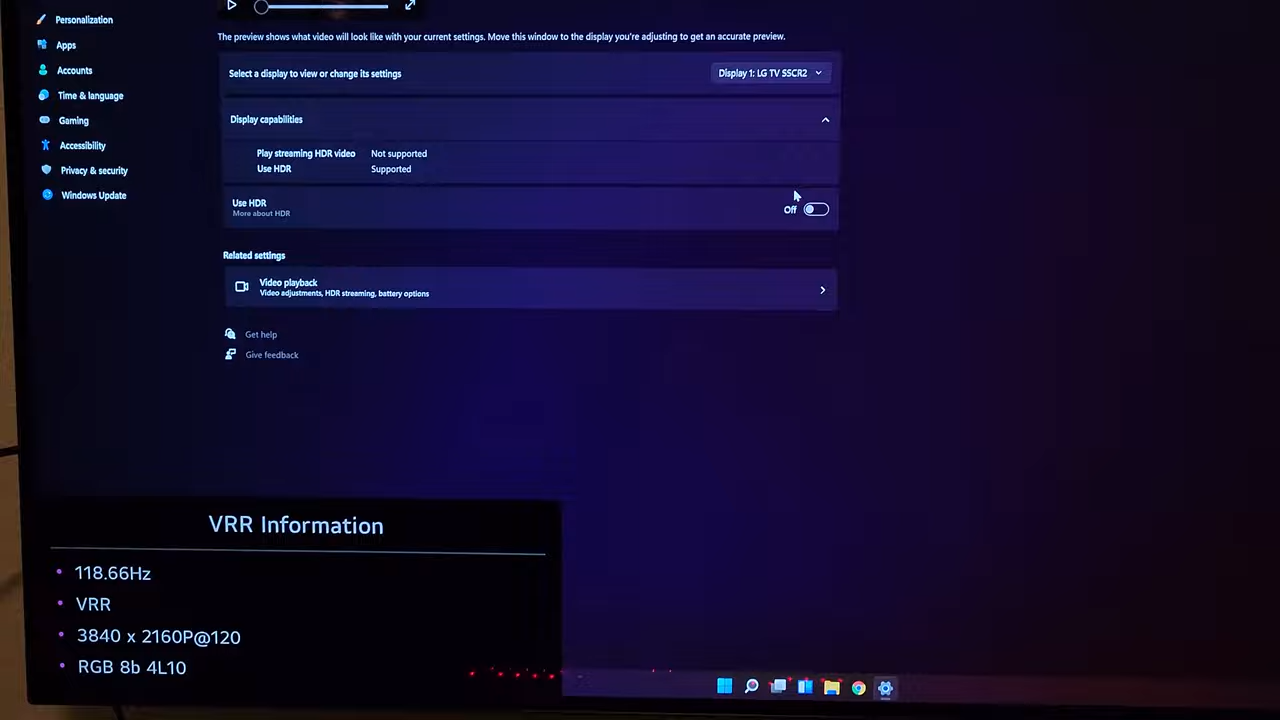 Personalization
Apps
Accounts
Time & language
Gaming
Accessibility
Privacy & security
Windows Update
The preview shows what video will look like with your current settings. Move this window to the display you're adjusting to get an accurate preview.
Select a display to view or change its settings
Display 1: LG TV SSCR2
Display capabilities
Play streaming HDR video Not supported
Use HDR Supported
Use HDR
More about HDR
Off
Related settings
Video playback
Video adjustments, HDR streaming, battery options
Get help
Give feedback
VRR Information
118.66Hz
VRR
3840 x 2160P@120
RGB 8b 4L10